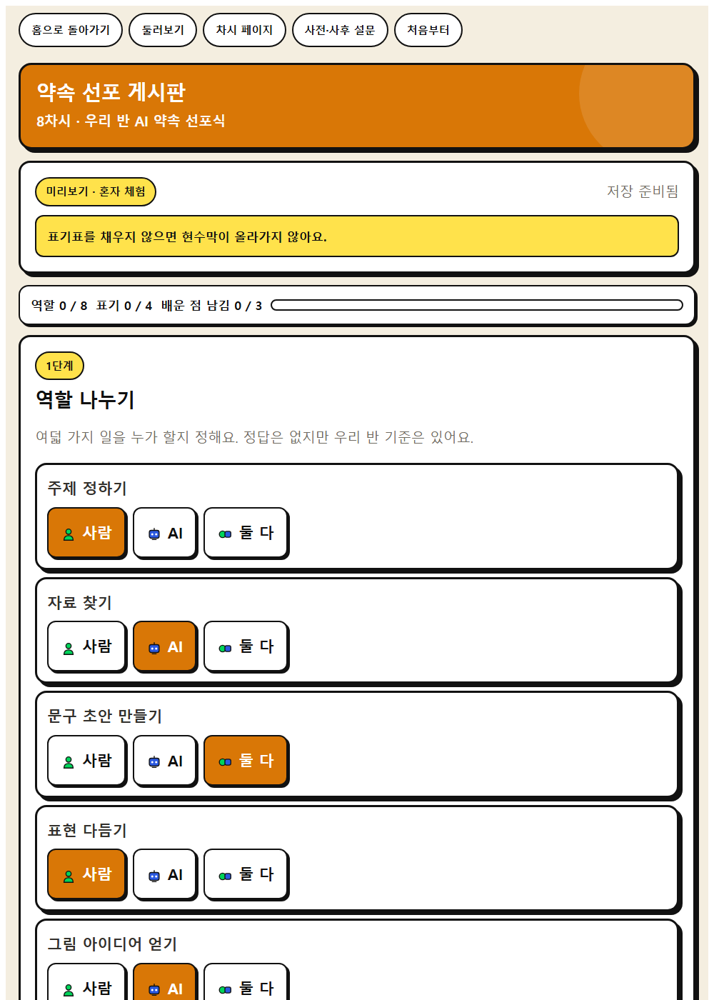 홈으로 돌아가기 둘러보기 차시 페이지 사전·사후 설문 처음부터
약속 선포 게시판
8차시 · 우리 반 AI 약속 선포식
미리보기 · 혼자 체험 저장 준비됨
표기표를 채우지 않으면 현수막이 올라가지 않아요.
역할 0 / 8 표기 0 / 4 배운 점 남김 0 / 3
1단계
역할 나누기
여덟 가지 일을 누가 할지 정해요. 정답은 없지만 우리 반 기준은 있어요.
주제 정하기
사람 AI 둘 다
자료 찾기
사람 AI 둘 다
문구 초안 만들기
사람 AI 둘 다
표현 다듬기
사람 AI 둘 다
그림 아이디어 얻기
사람 AI 둘 다